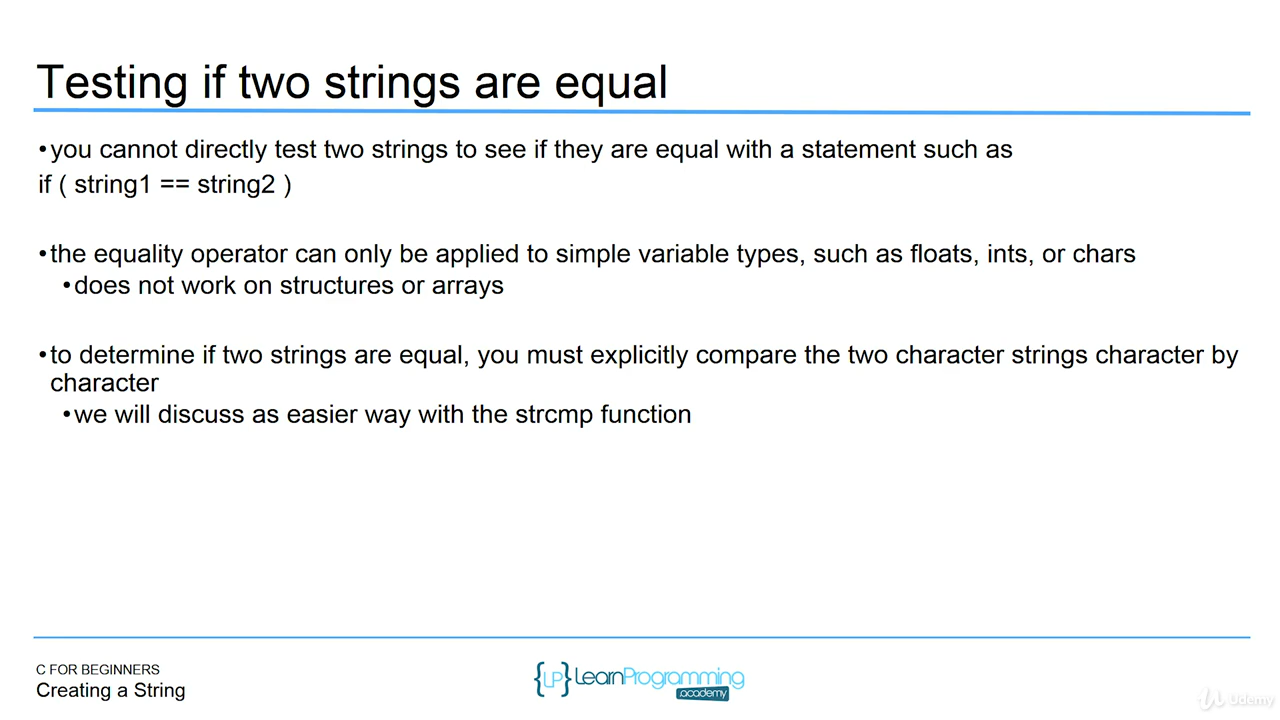 Testing if two strings are equal
•you cannot directly test two strings to see if they are equal with a statement such as
if ( string1 == string2 )
•the equality operator can only be applied to simple variable types, such as floats, ints, or chars
•does not work on structures or arrays
•to determine if two strings are equal, you must explicitly compare the two character strings character by
character
•we will discuss as easier way with the strcmp function
C FOR BEGINNERS
Creating a String
{LP} LearnProgramming
.academy
Udemy